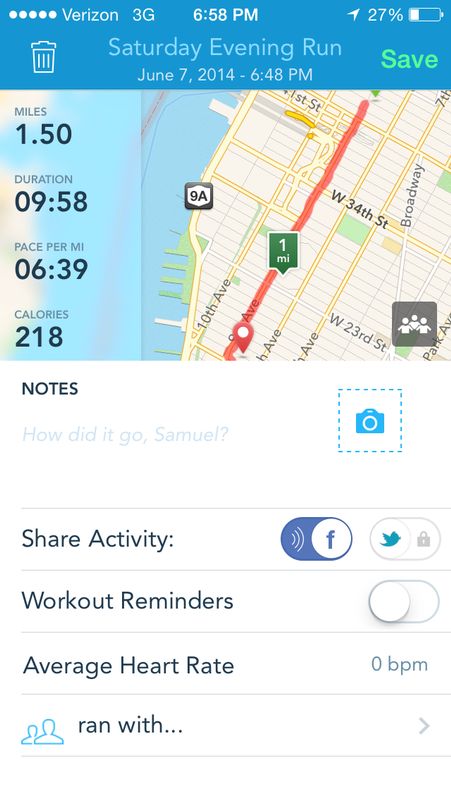 Verizon 3G 6:58 PM 27%
Saturday Evening Run
June 7, 2014 - 6:48 PM
Save
MILES
1.50
DURATION
09:58
PACE PER MI
06:39
CALORIES
218
41st St
7th
9A
W 34th St
Broadway
1
mi
10th Ave
Ave
W 23rd St
Park Av
NOTES
How did it go, Samuel?
Share Activity:
f
Workout Reminders
Average Heart Rate 0 bpm
ran with...